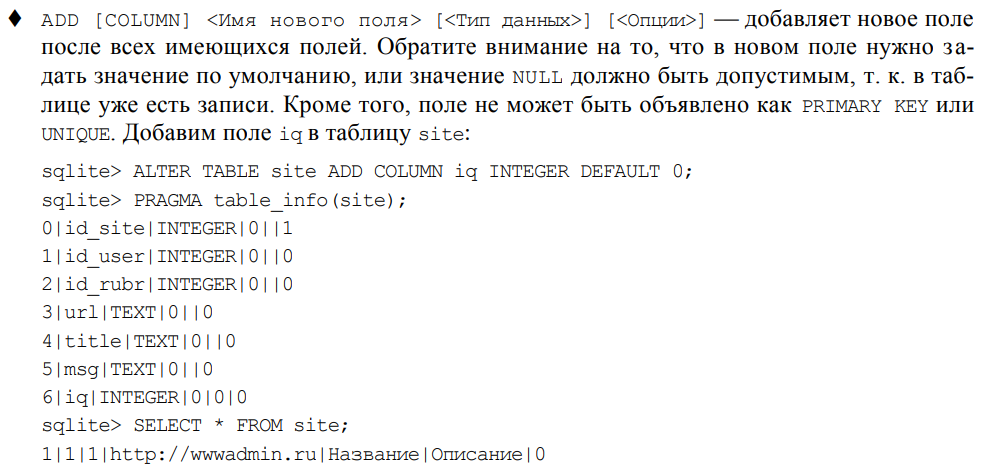 ♦ ADD [COLUMN] <Имя нового поля> [<Тип данных>] [<Опции>] — добавляет новое поле
после всех имеющихся полей. Обратите внимание на то, что в новом поле нужно за-
дать значение по умолчанию, или значение NULL должно быть допустимым, т. к. в таб-
лице уже есть записи. Кроме того, поле не может быть объявлено как PRIMARY KEY или
UNIQUE. Добавим поле iq в таблицу site:
sqlite> ALTER TABLE site ADD COLUMN iq INTEGER DEFAULT 0;
sqlite> PRAGMA table_info(site);
0|id_site|INTEGER|0||1
1|id_user|INTEGER|0||0
2|id_rubr|INTEGER|0||0
3|url|TEXT|0||0
4|title|TEXT|0||0
5|msg|TEXT|0||0
6|iq|INTEGER|0|0|0
sqlite> SELECT * FROM site;
1|1|1|http://wwwadmin.ru|Название|Описание|0